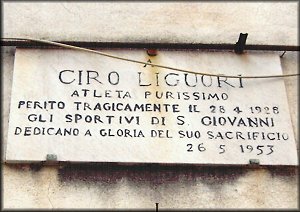 A
CIRO LIGUORI
ATLETA PURISSIMO
PERITO TRAGICAMENTE IL 28 4 1928
GLI SPORTIVI DI S. GIOVANNI
DEDICANO A GLORIA DEL SUO SACRIFICIO
26 5 1953